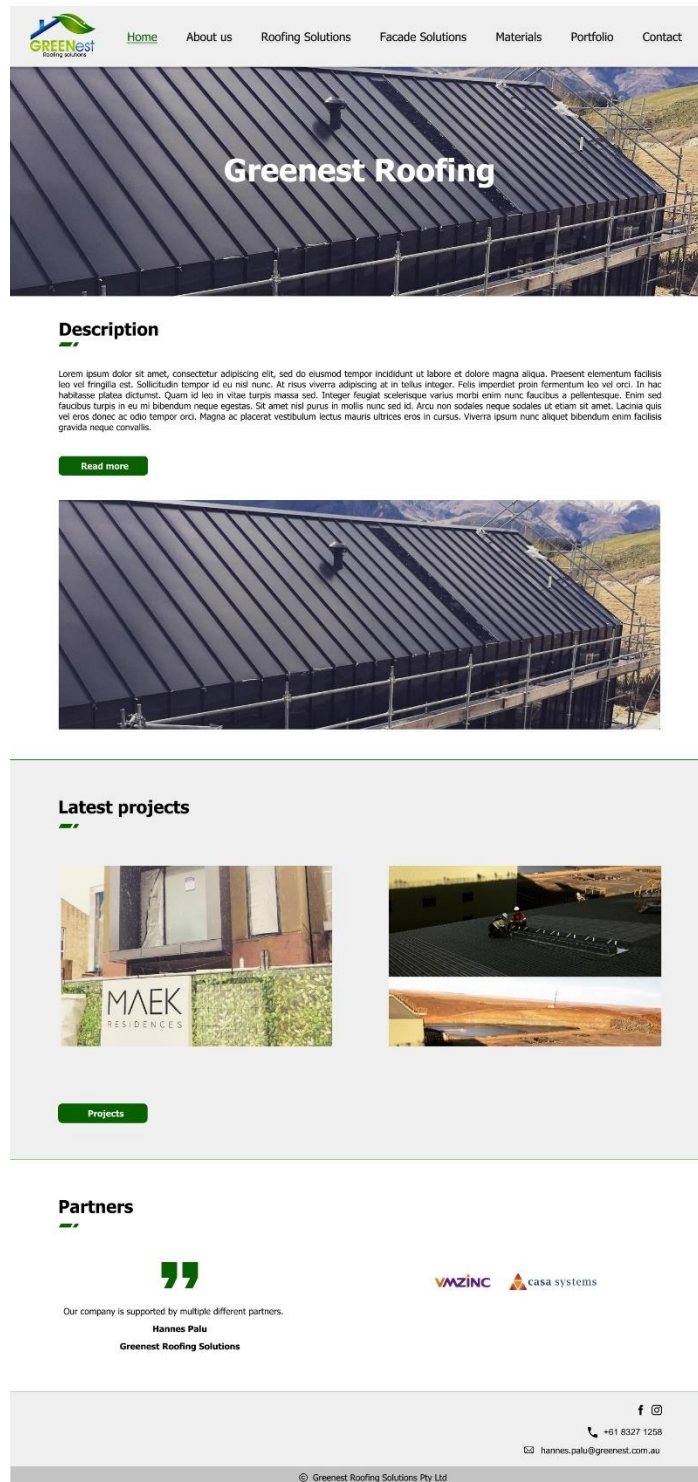 GREENest
Roofing solutions
Home About us Roofing Solutions Facade Solutions Materials Portfolio Contact
Greenest Roofing
Description
Lorem ipsum dolor sit amet, consectetur adipiscing elit, sed do eiusmod tempor incididunt ut labore et dolore magna aliqua. Praesent elementum facilisis
leo vel fringilla est. Sollicitudin tempor id eu nisl nunc. At risus viverra adipiscing at in tellus integer. Felis imperdiet proin fermentum leo vel orci. In hac
habitasse platea dictumst. Quam id leo in vitae turpis massa sed. Integer feugiat scelerisque varius morbi enim nunc faucibus a pellentesque. Enim sed
faucibus turpis in eu mi bibendum neque egestas. Sit amet nisl purus in mollis nunc sed id. Arcu non sodales neque sodales ut etiam sit amet. Lacinia quis
vel eros donec ac odio tempor orci. Magna ac placerat vestibulum lectus mauris ultrices eros in cursus. Viverra ipsum nunc aliquet bibendum enim facilisis
gravida neque convallis.
Read more
Latest projects
MAEK
RESIDENCES
Projects
Partners
Our company is supported by multiple different partners.
Hannes Palu
Greenest Roofing Solutions
VMZINC casa systems
+61 8327 1258
hannes.palu@greenest.com.au
© Greenest Roofing Solutions Pty Ltd